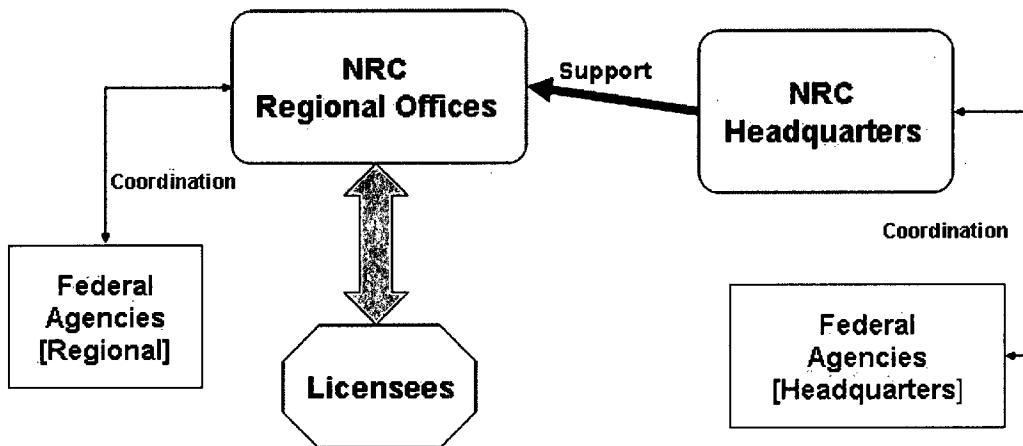 NRC
Regional Offices
Support
NRC
Headquarters
Coordination
Coordination
Federal
Agencies
[Regional]
Licensees
Federal
Agencies
[Headquarters]